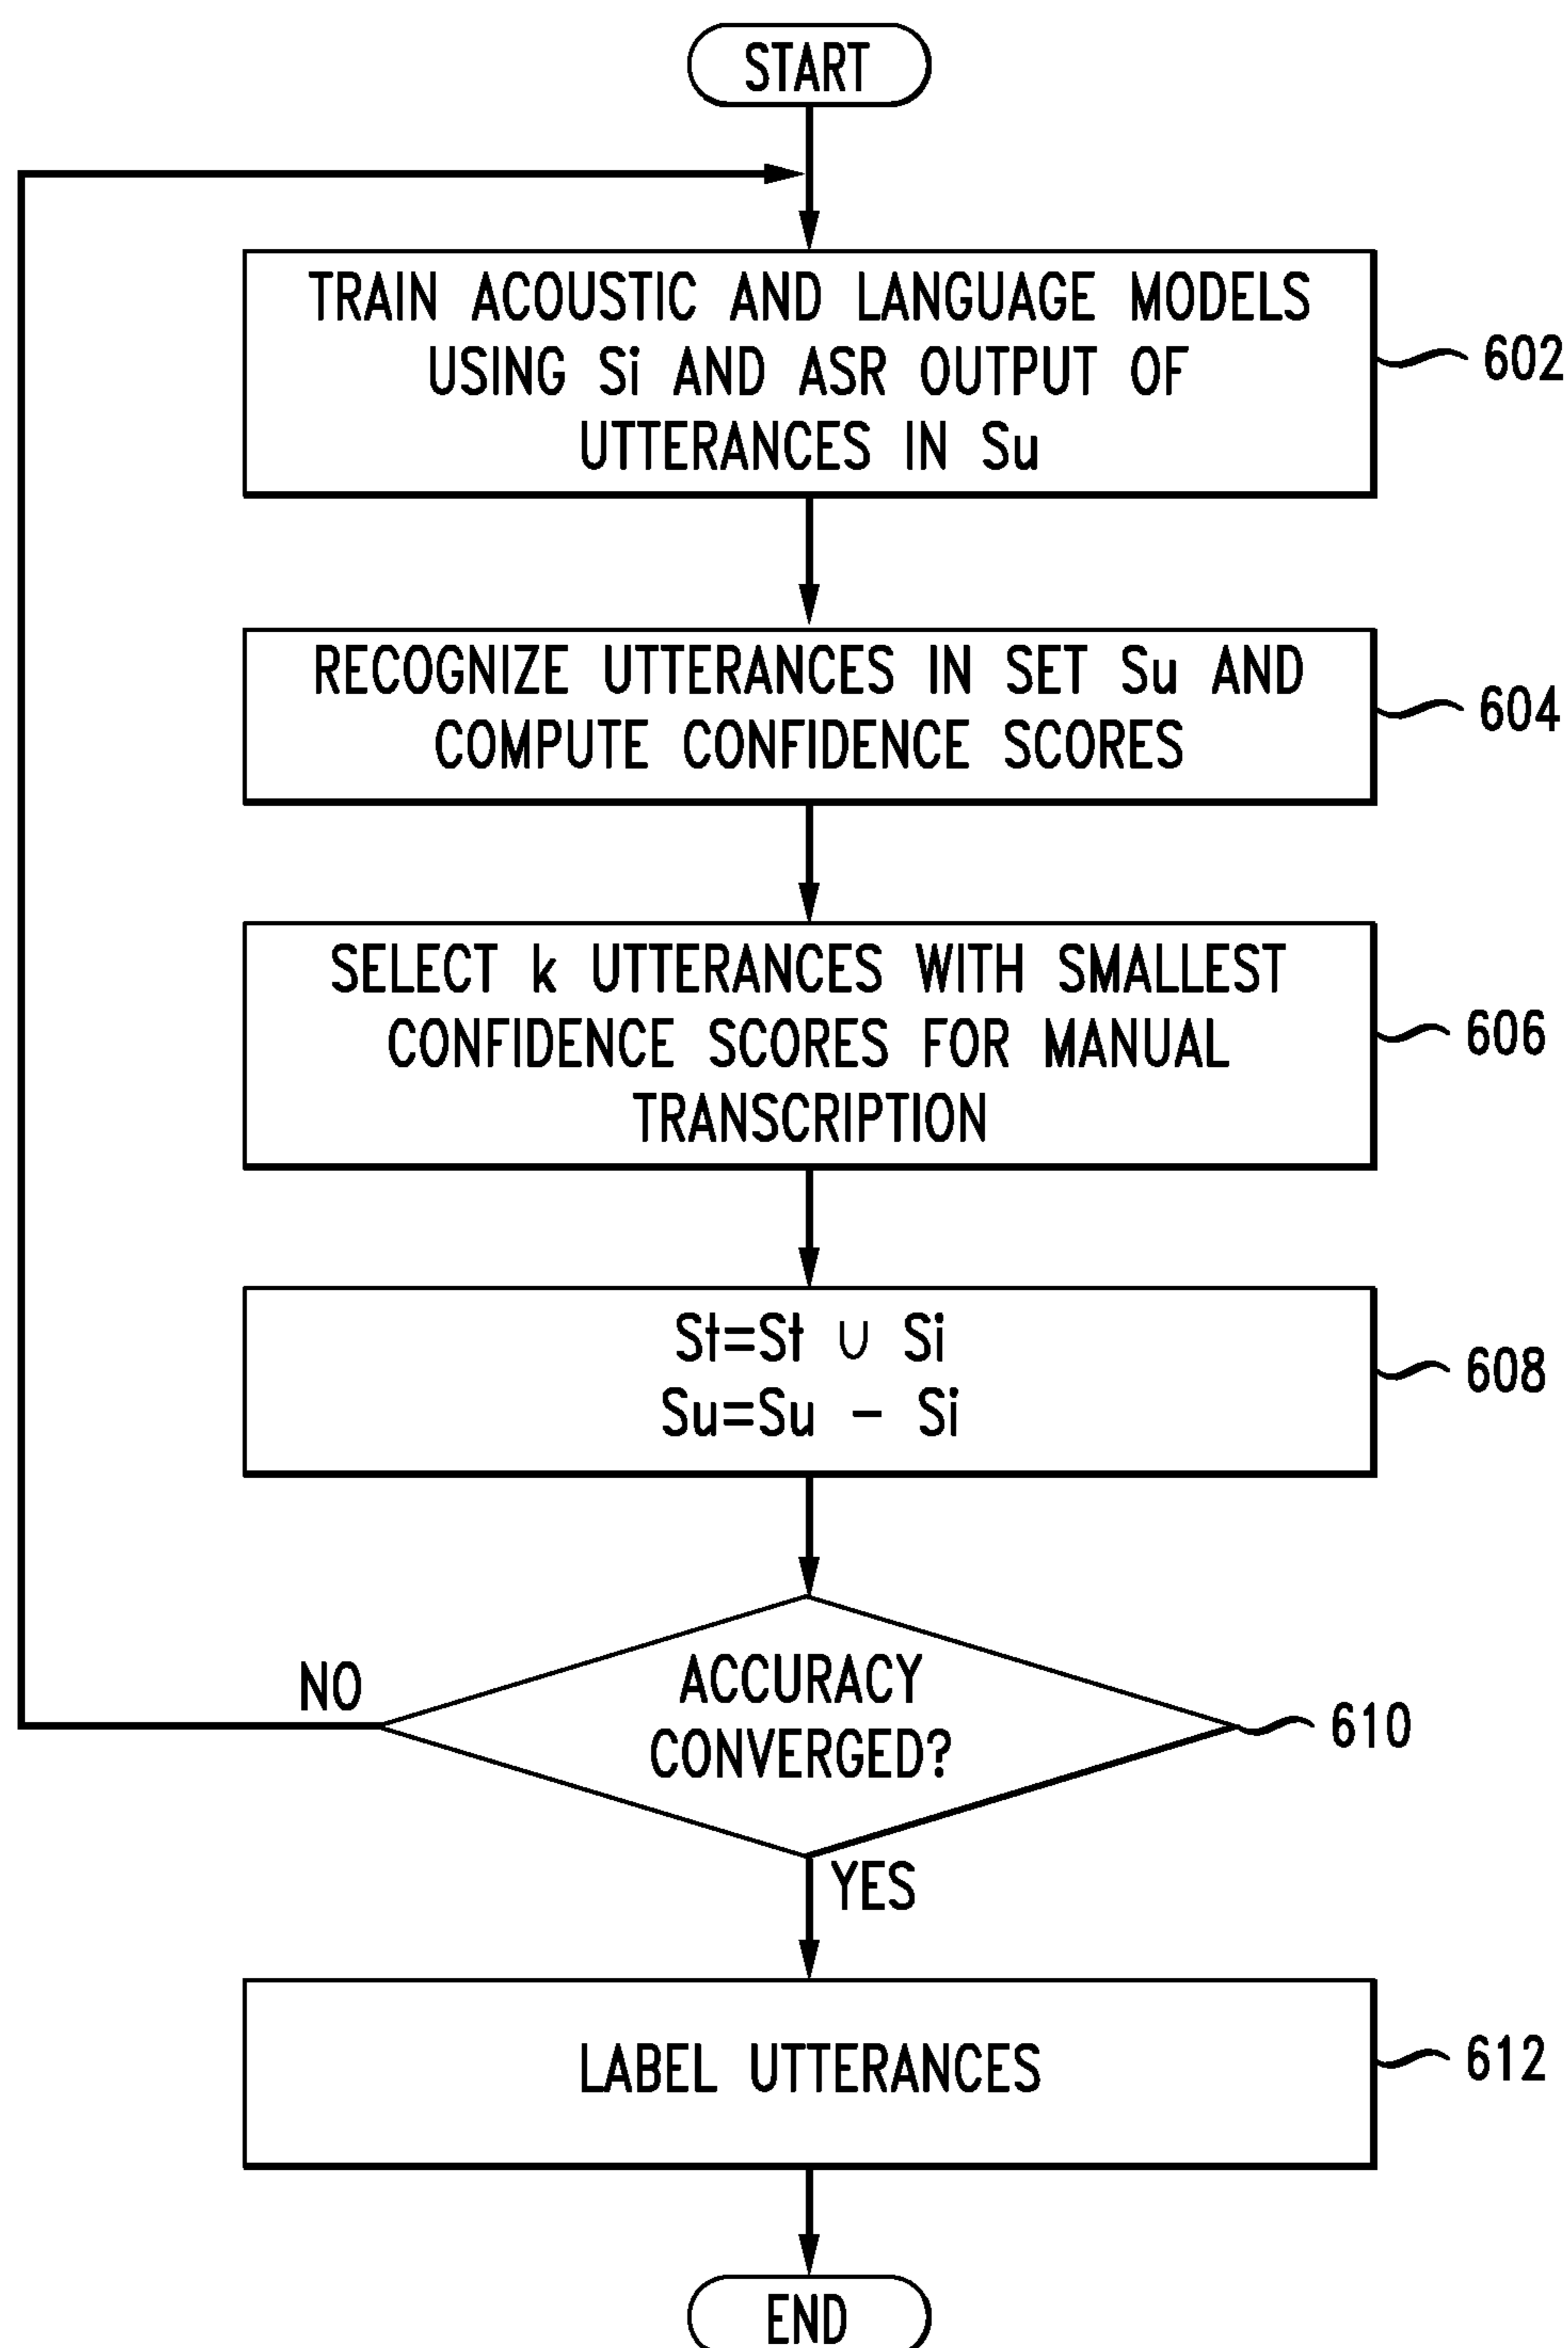 START
TRAIN ACOUSTIC AND LANGUAGE MODELS
USING Si AND ASR OUTPUT OF
UTTERANCES IN Su
602
RECOGNIZE UTTERANCES IN SET Su AND
COMPUTE CONFIDENCE SCORES
604
SELECT k UTTERANCES WITH SMALLEST
CONFIDENCE SCORES FOR MANUAL
TRANSCRIPTION
606
St=St ∪ Si
Su=Su − Si
608
ACCURACY
CONVERGED?
610
NO
YES
LABEL UTTERANCES
612
END